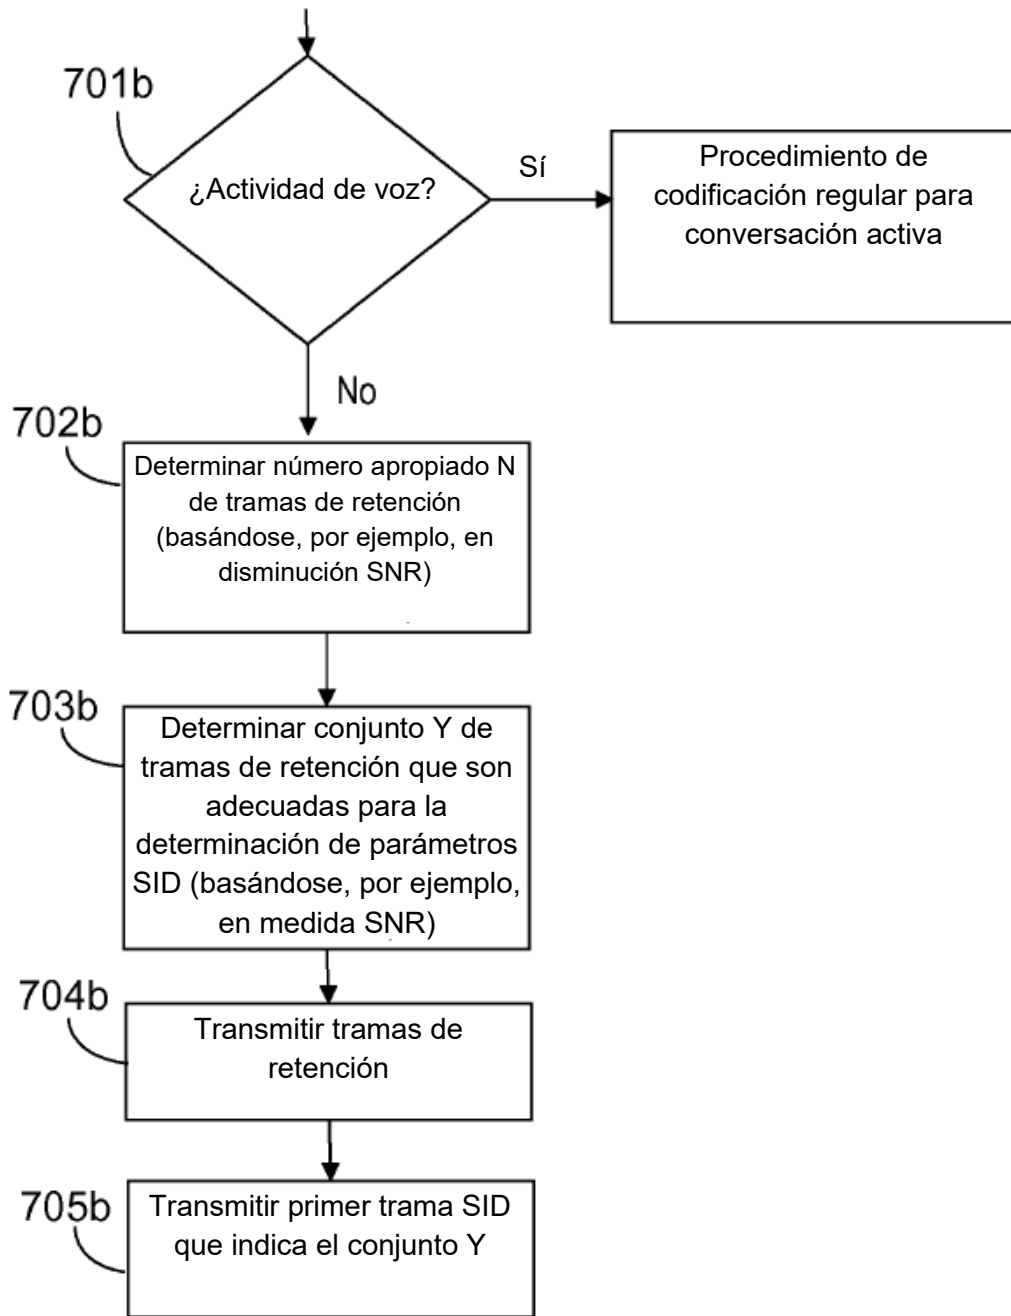 701b
¿Actividad de voz?
Sí
Procedimiento de
codificación regular para
conversación activa
No
702b
Determinar número apropiado N
de tramas de retención
(basándose, por ejemplo, en
disminución SNR)
703b
Determinar conjunto Y de
tramas de retención que son
adecuadas para la
determinación de parámetros
SID (basándose, por ejemplo,
en medida SNR)
704b
Transmitir tramas de
retención
705b
Transmitir primer trama SID
que indica el conjunto Y